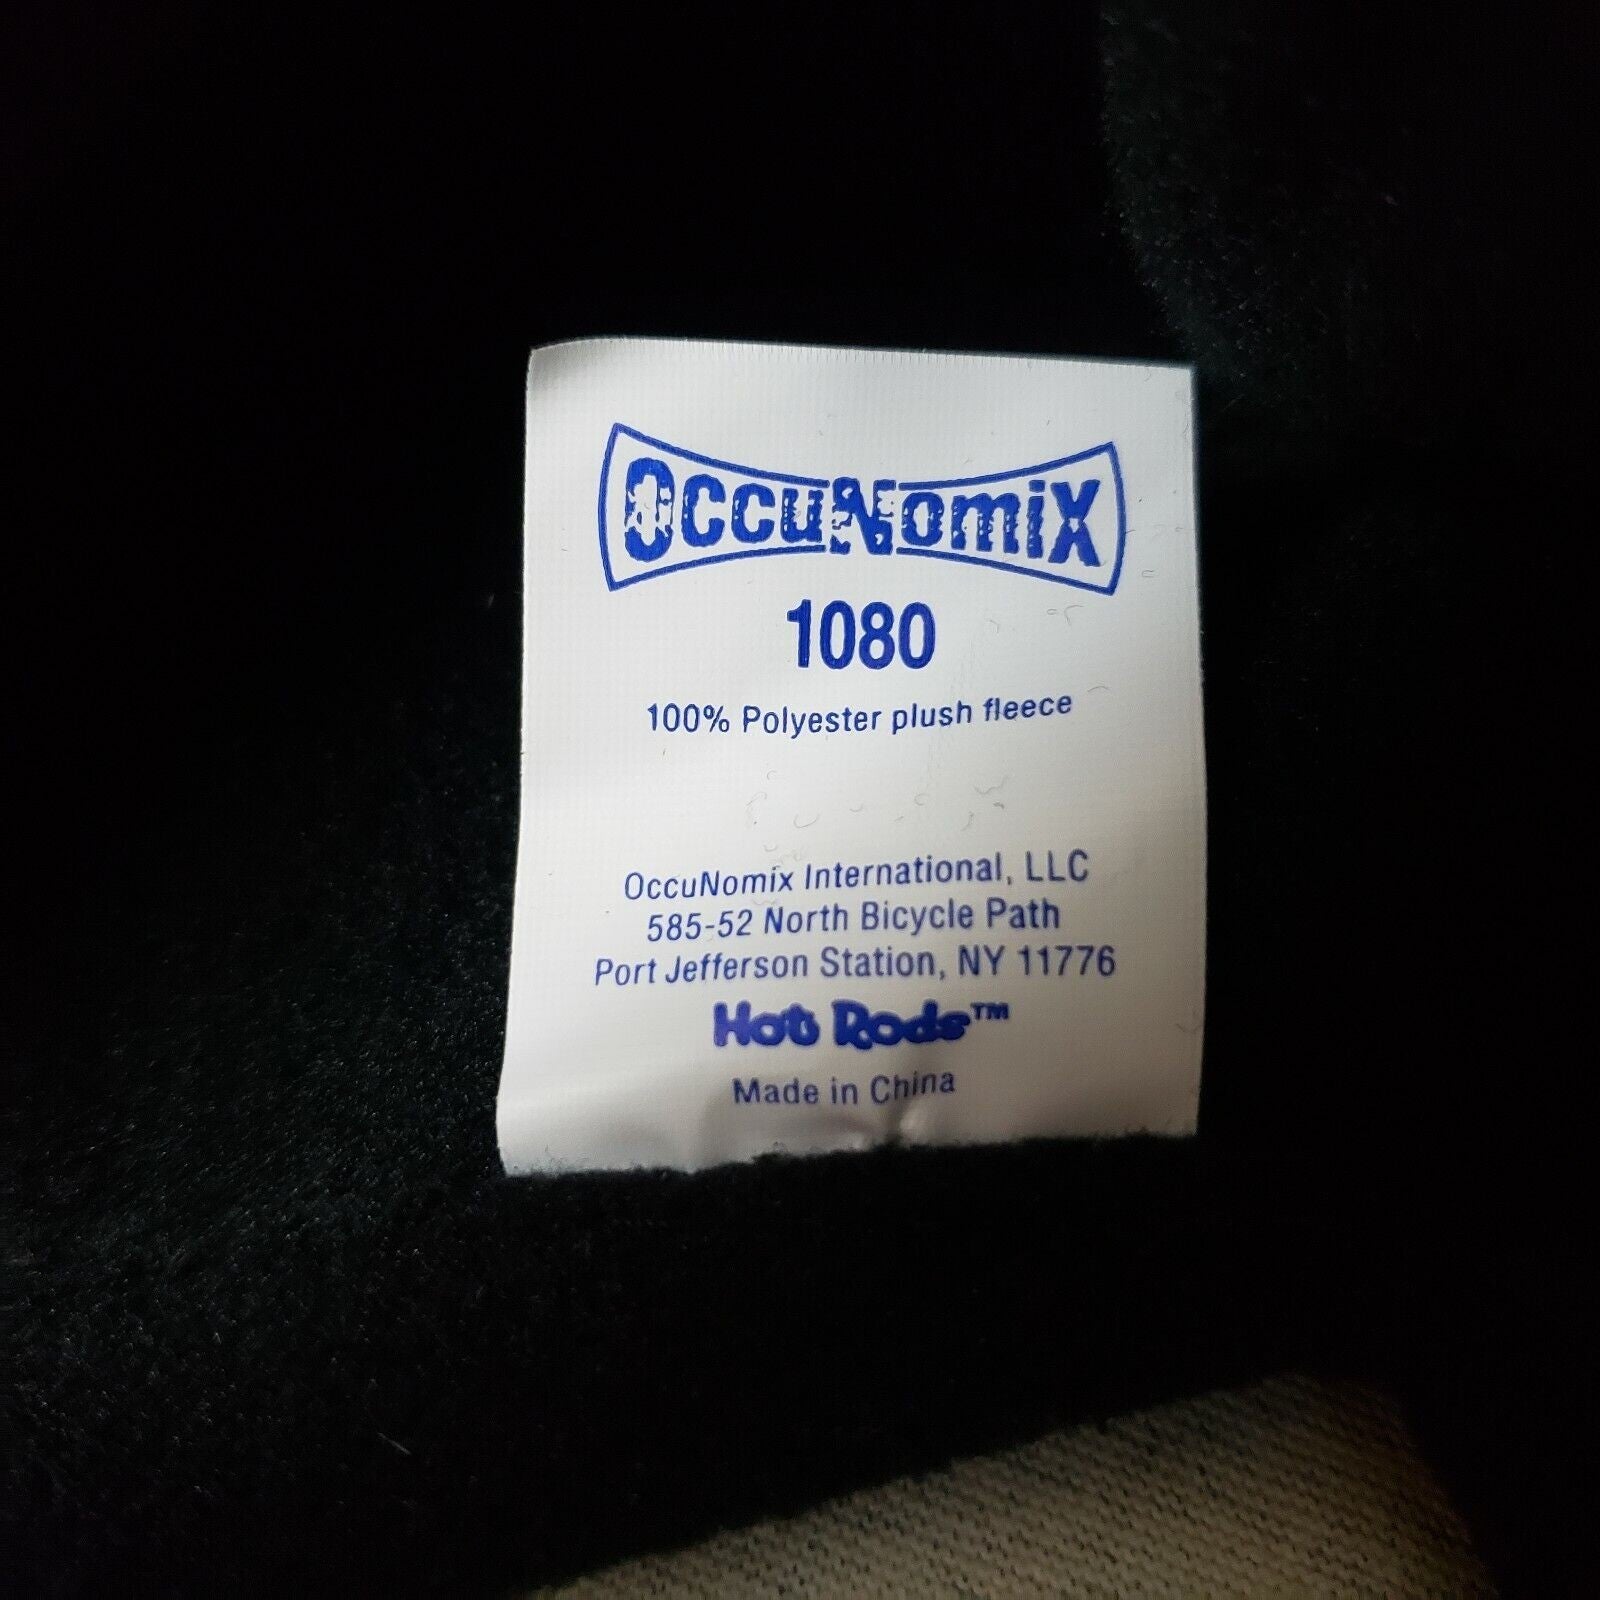 OccuNomiX
1080
100% Polyester plush fleece
OccuNomix International, LLC
585-52 North Bicycle Path
Port Jefferson Station, NY 11776
Hot Rods™
Made in China